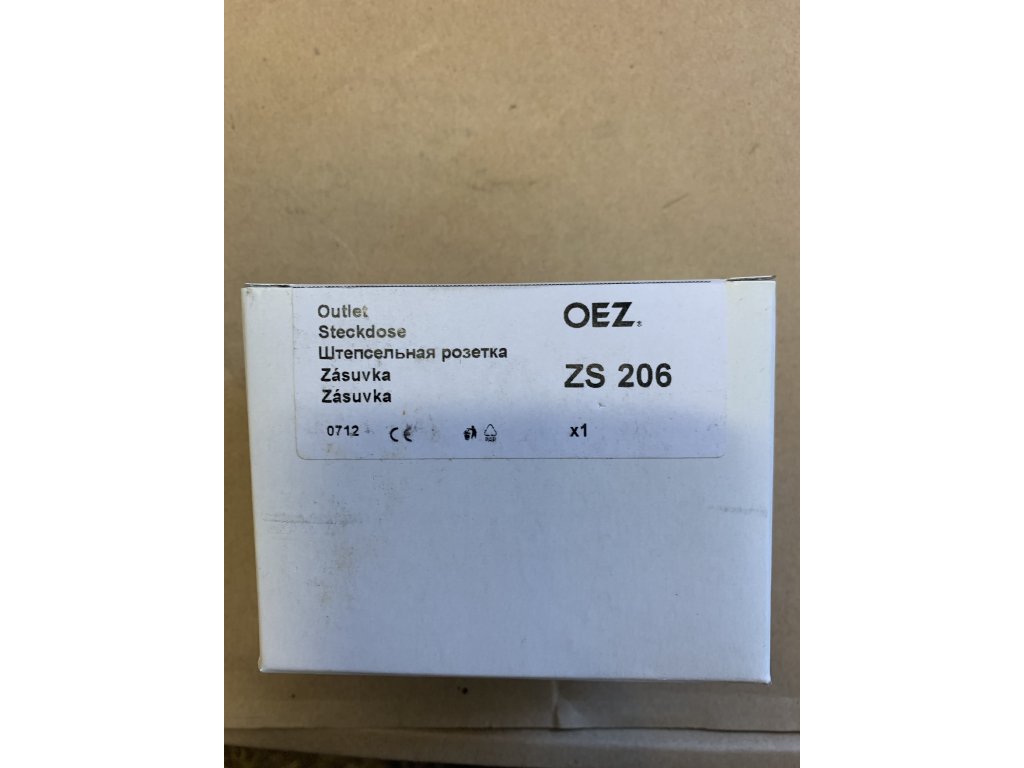 Outlet
Steckdose
Штепсельная розетка
Zásuvka
Zásuvka
0712 CE
OEZ®
ZS 206
x1